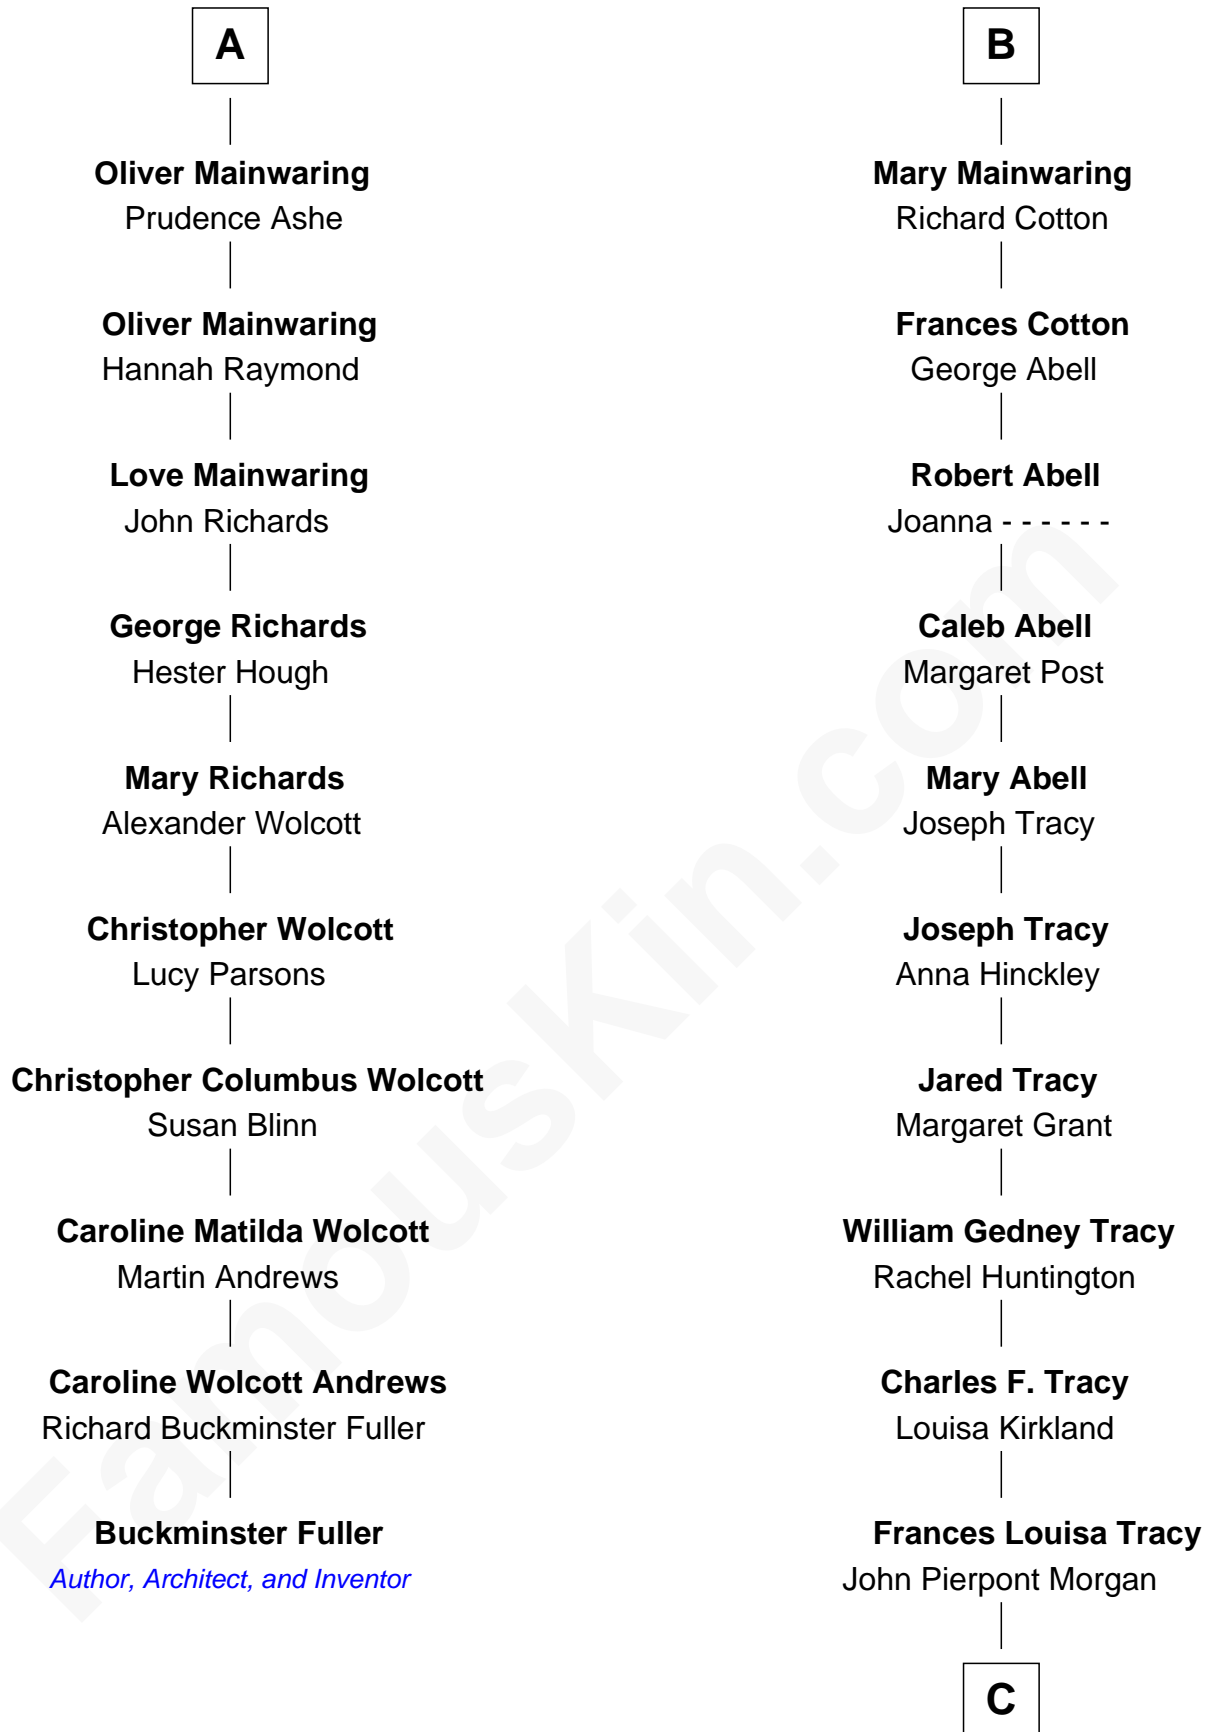 A
Oliver Mainwaring
Prudence Ashe
Oliver Mainwaring
Hannah Raymond
Love Mainwaring
John Richards
George Richards
Hester Hough
Mary Richards
Alexander Wolcott
Christopher Wolcott
Lucy Parsons
Christopher Columbus Wolcott
Susan Blinn
Caroline Matilda Wolcott
Martin Andrews
Caroline Wolcott Andrews
Richard Buckminster Fuller
Buckminster Fuller
Author, Architect, and Inventor
B
Mary Mainwaring
Richard Cotton
Frances Cotton
George Abell
Robert Abell
Joanna - - - - - -
Caleb Abell
Margaret Post
Mary Abell
Joseph Tracy
Joseph Tracy
Anna Hinckley
Jared Tracy
Margaret Grant
William Gedney Tracy
Rachel Huntington
Charles F. Tracy
Louisa Kirkland
Frances Louisa Tracy
John Pierpont Morgan
C
FamousKin.com